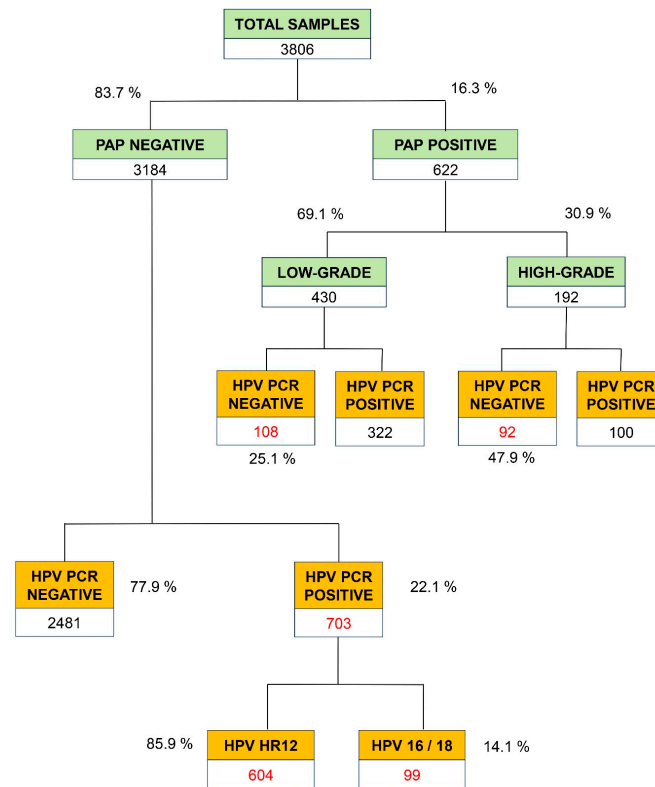 TOTAL SAMPLES
3806
83.7 %
16.3 %
PAP NEGATIVE
3184
PAP POSITIVE
622
69.1 %
30.9 %
LOW-GRADE
430
HIGH-GRADE
192
HPV PCR
NEGATIVE
108
25.1 %
HPV PCR
POSITIVE
322
HPV PCR
NEGATIVE
92
47.9 %
HPV PCR
POSITIVE
100
HPV PCR
NEGATIVE
2481
77.9 %
HPV PCR
POSITIVE
703
22.1 %
85.9 %
HPV HR12
604
HPV 16 / 18
99
14.1 %